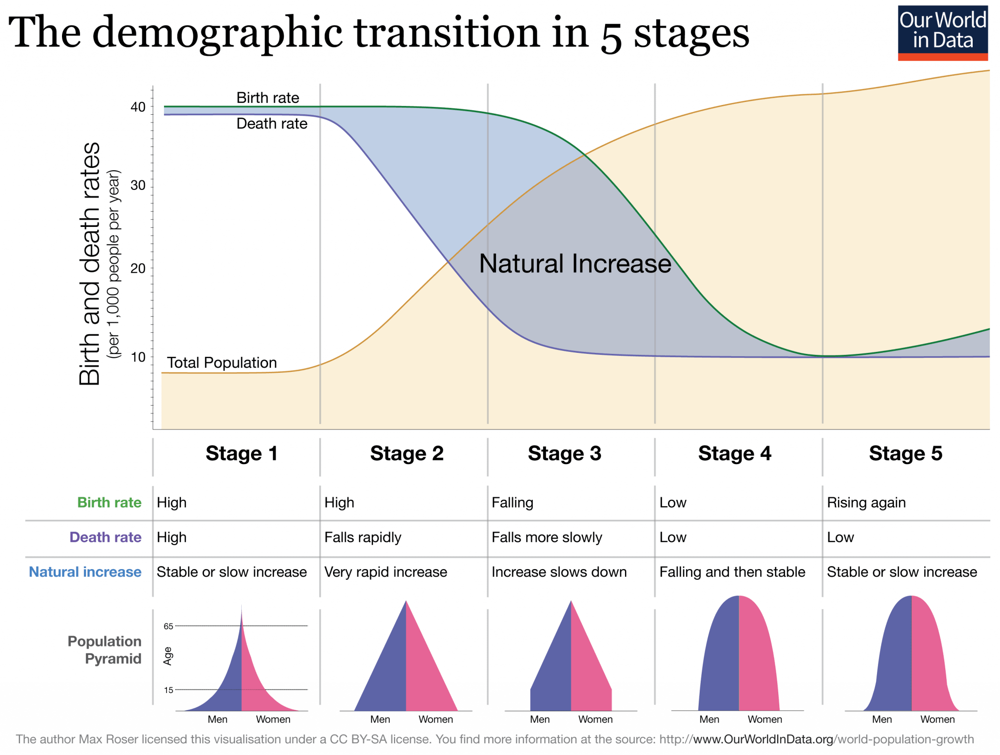 The demographic transition in 5 stages
Our World
in Data
Birth and death rates
(per 1,000 people per year)
40
30
20
10
Birth rate
Death rate
Natural Increase
Total Population
Stage 1 Stage 2 Stage 3 Stage 4 Stage 5
Birth rate High High Falling Low Rising again
Death rate High Falls rapidly Falls more slowly Low Low
Natural increase Stable or slow increase Very rapid increase Increase slows down Falling and then stable Stable or slow increase
Population
Pyramid
Age
65
15
Men Women Men Women Men Women Men Women Men Women
The author Max Roser licensed this visualisation under a CC BY-SA license. You find more information at the source: http://www.OurWorldInData.org/world-population-growth